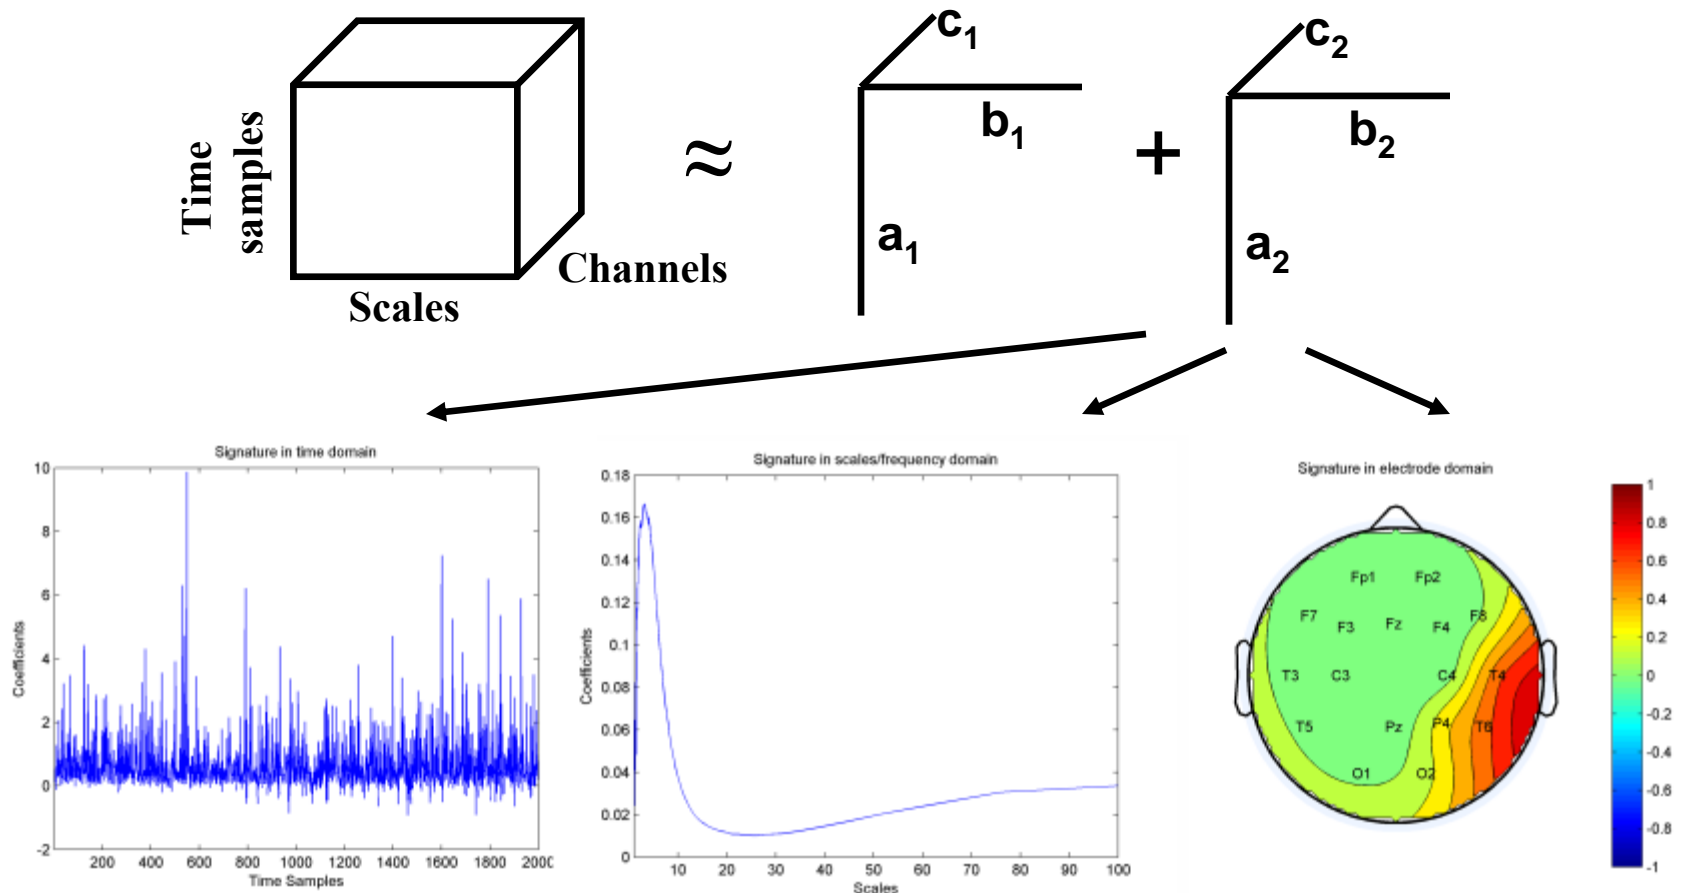 c1
c2
Time
samples
≈
b1
+
b2
a1
a2
Channels
Scales
Signature in time domain
10
8
6
4
2
0
-2
Coefficients
200 400 600 800 1000 1200 1400 1600 1800 2000
Time Samples
Signature in scales/frequency domain
0.18
0.16
0.14
0.12
0.1
0.08
0.06
0.04
0.02
0
Coefficients
10 20 30 40 50 60 70 80 90 100
Scales
Signature in electrode domain
Fp1 Fp2
F7 F3 Fz F4 F8
T3 C3 C4 T4
T5 Pz P4 T6
O1 O2
1
0.8
0.6
0.4
0.2
0
-0.2
-0.4
-0.6
-0.8
-1